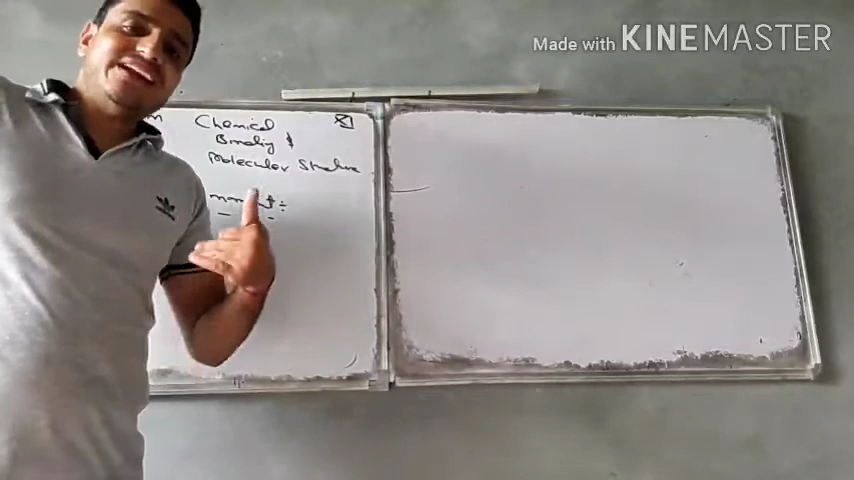 Made with KINEMASTER
Chemical
Bonding &
Molecular Structure